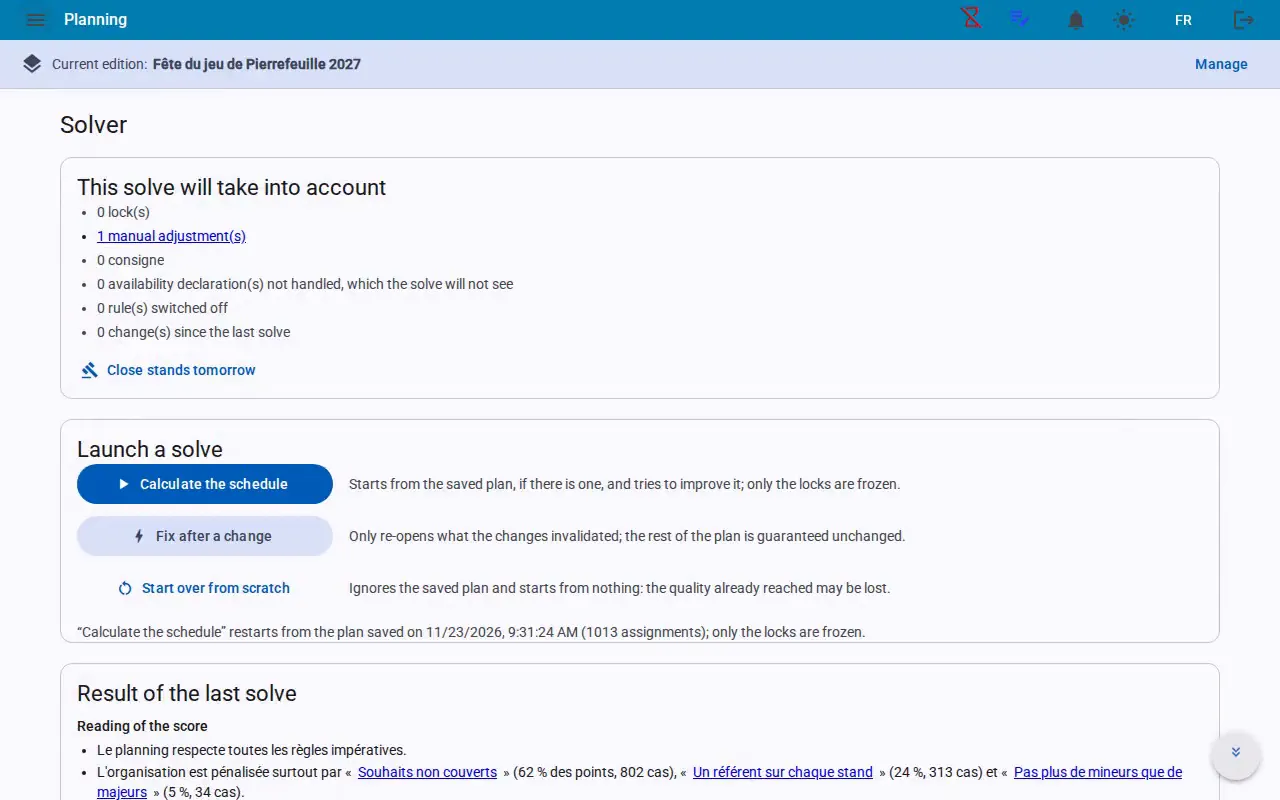 Planning
FR
Current edition: Fête du jeu de Pierrefeuille 2027
Manage
Solver
This solve will take into account
0 lock(s)
1 manual adjustment(s)
0 consigne
0 availability declaration(s) not handled, which the solve will not see
0 rule(s) switched off
0 change(s) since the last solve
Close stands tomorrow
Launch a solve
Calculate the schedule
Starts from the saved plan, if there is one, and tries to improve it; only the locks are frozen.
Fix after a change
Only re-opens what the changes invalidated; the rest of the plan is guaranteed unchanged.
Start over from scratch
Ignores the saved plan and starts from nothing: the quality already reached may be lost.
“Calculate the schedule” restarts from the plan saved on 11/23/2026, 9:31:24 AM (1013 assignments); only the locks are frozen.
Result of the last solve
Reading of the score
Le planning respecte toutes les règles impératives.
L'organisation est pénalisée surtout par « Souhaits non couverts » (62 % des points, 802 cas), « Un référent sur chaque stand » (24 %, 313 cas) et « Pas plus de mineurs que de
majeurs » (5 %, 34 cas).